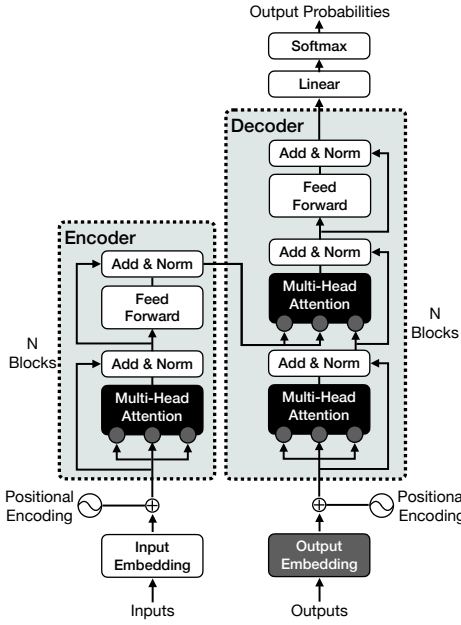 Output Probabilities
Softmax
Linear
Decoder
Add & Norm
Feed
Forward
Add & Norm
Multi-Head
Attention
N
Blocks
Add & Norm
Multi-Head
Attention
Positional
Encoding
Output
Embedding
Outputs
Encoder
Add & Norm
Feed
Forward
N
Blocks
Add & Norm
Multi-Head
Attention
Positional
Encoding
Input
Embedding
Inputs